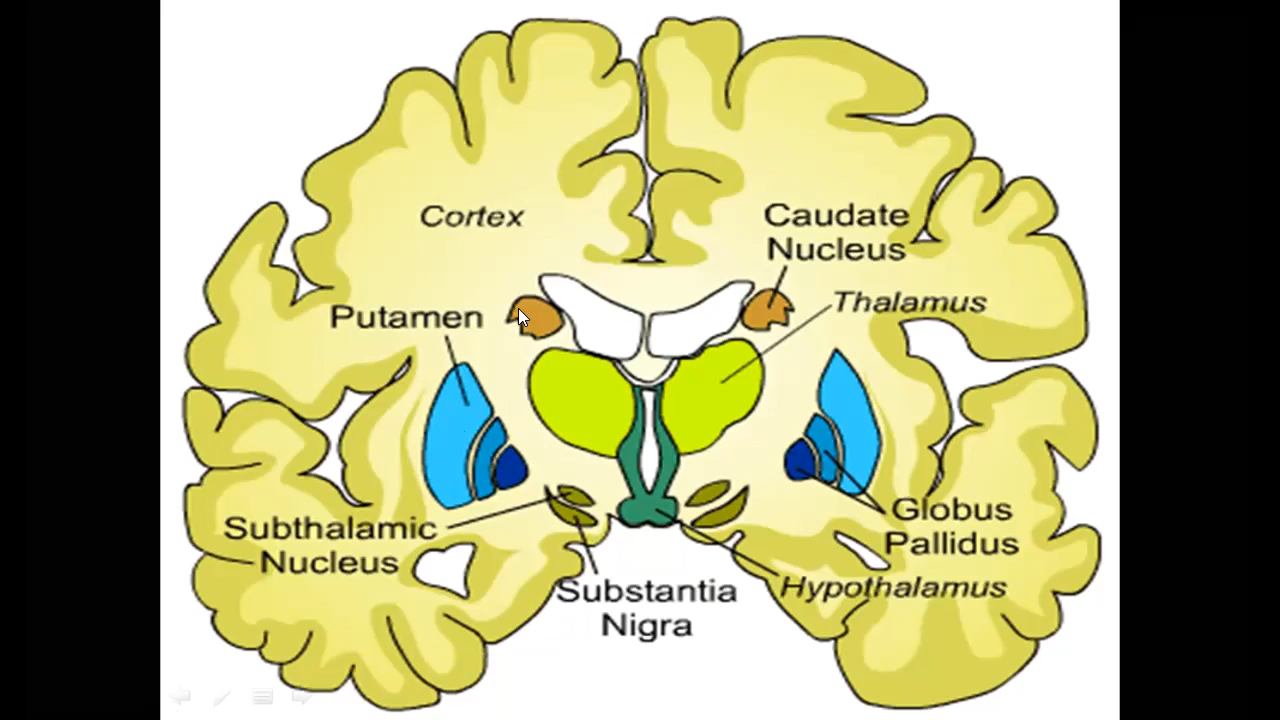 Cortex
Caudate
Nucleus
Thalamus
Putamen
Globus
Pallidus
Subthalamic
Nucleus
Substantia
Nigra
Hypothalamus